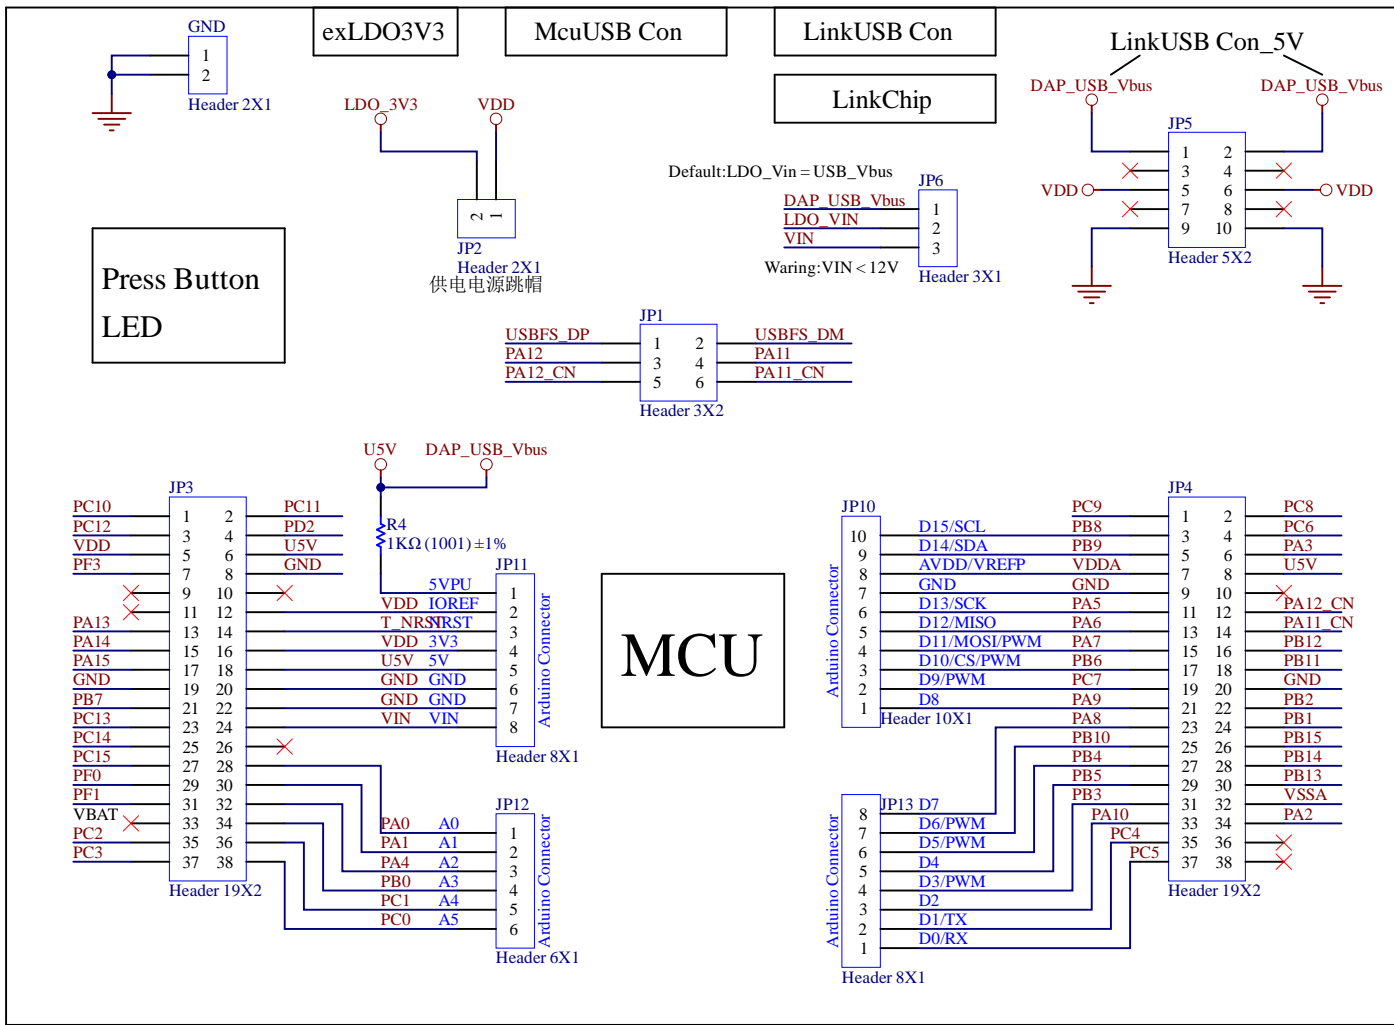 GND
1
2
Header 2X1
exLDO3V3
McuUSB Con
LinkUSB Con
LinkChip
LinkUSB Con_5V
DAP_USB_Vbus
DAP_USB_Vbus
JP5
1 2
3 4
VDD 5 6 VDD
7 8
9 10
Header 5X2
LDO_3V3
VDD
2 1
JP2
Header 2X1
供电电源跳帽
Default:LDO_Vin = USB_Vbus
JP6
DAP_USB_Vbus 1
LDO_VIN 2
VIN 3
Waring:VIN < 12V
Header 3X1
Press Button
LED
JP1
USBFS_DP 1 2 USBFS_DM
PA12 3 4 PA11
PA12_CN 5 6 PA11_CN
Header 3X2
U5V
DAP_USB_Vbus
R4
1KΩ (1001) ±1%
JP3
PC10 1 2 PC11
PC12 3 4 PD2
VDD 5 6 U5V
PF3 7 8 GND
9 10
11 12
PA13 13 14
PA14 15 16
PA15 17 18
GND 19 20
PB7 21 22
PC13 23 24
PC14 25 26
PC15 27 28
PF0 29 30
PF1 31 32
VBAT 33 34
PC2 35 36
PC3 37 38
Header 19X2
JP11
5VPU 1
VDD IOREF 2
T_NRST NRST 3
VDD 3V3 4
U5V 5V 5
GND GND 6
GND GND 7
VIN VIN 8
Arduino Connector
Header 8X1
JP12
PA0 A0 1
PA1 A1 2
PA4 A2 3
PB0 A3 4
PC1 A4 5
PC0 A5 6
Arduino Connector
Header 6X1
MCU
JP10
10 D15/SCL PB8
9 D14/SDA PB9
8 AVDD/VREFP VDDA
7 GND GND
6 D13/SCK PA5
5 D12/MISO PA6
4 D11/MOSI/PWM PA7
3 D10/CS/PWM PB6
2 D9/PWM PC7
1 D8 PA9
Arduino Connector
Header 10X1
JP13
8 D7 PA8
7 D6/PWM PB10
6 D5/PWM PB4
5 D4 PB5
4 D3/PWM PB3
3 D2 PA10
2 D1/TX PC4
1 D0/RX PC5
Arduino Connector
Header 8X1
JP4
PC9 1 2 PC8
3 4 PC6
5 6 PA3
7 8 U5V
9 10
11 12 PA12_CN
13 14 PA11_CN
15 16 PB12
17 18 PB11
19 20 GND
21 22 PB2
23 24 PB1
25 26 PB15
27 28 PB14
29 30 PB13
31 32 VSSA
33 34 PA2
35 36
37 38
Header 19X2